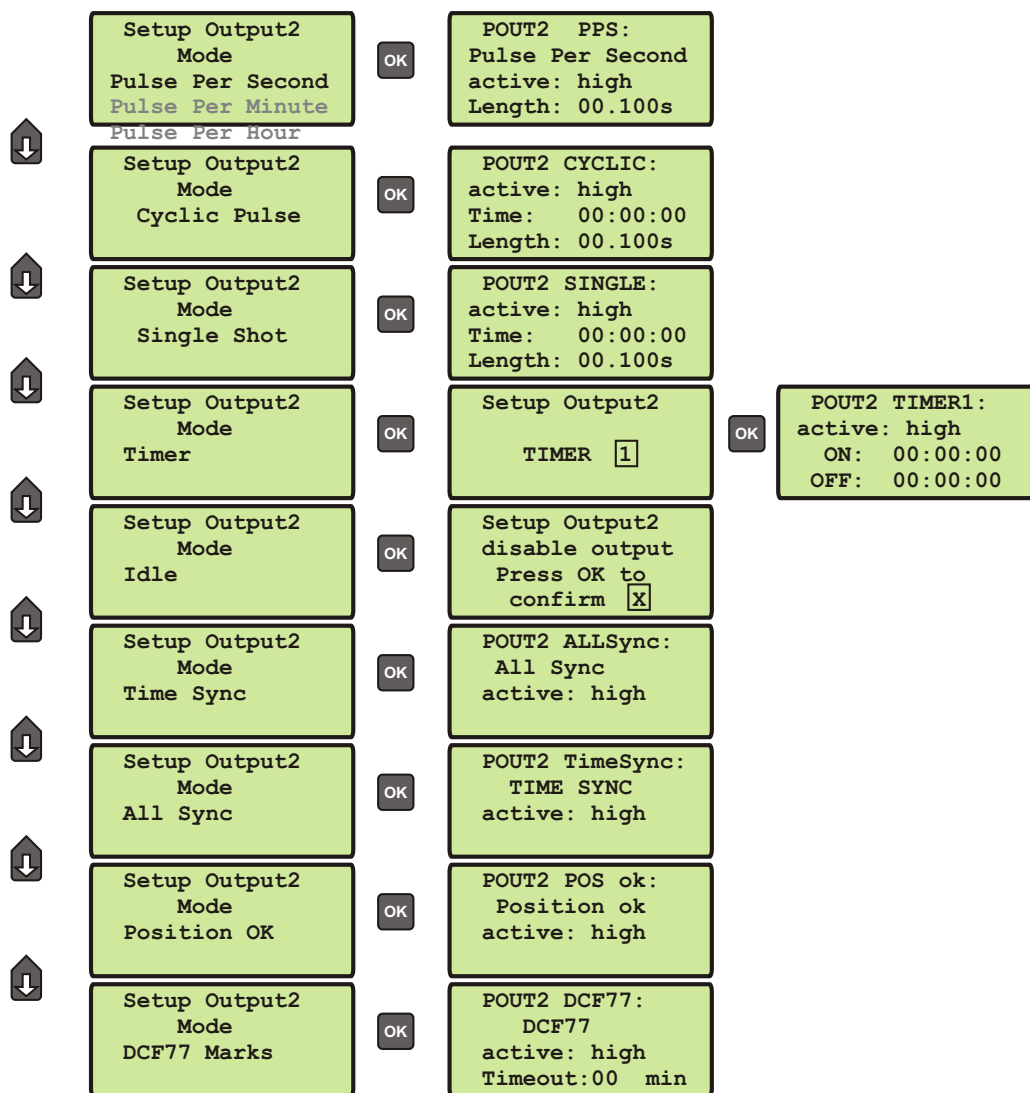 Setup Output2
Mode
Pulse Per Second
Pulse Per Minute
Pulse Per Hour
OK
POUT2 PPS:
Pulse Per Second
active: high
Length: 00.100s
Setup Output2
Mode
Cyclic Pulse
OK
POUT2 CYCLIC:
active: high
Time: 00:00:00
Length: 00.100s
Setup Output2
Mode
Single Shot
OK
POUT2 SINGLE:
active: high
Time: 00:00:00
Length: 00.100s
Setup Output2
Mode
Timer
OK
Setup Output2
TIMER 1
OK
POUT2 TIMER1:
active: high
ON: 00:00:00
OFF: 00:00:00
Setup Output2
Mode
Idle
OK
Setup Output2
disable output
Press OK to
confirm X
Setup Output2
Mode
Time Sync
OK
POUT2 ALLSync:
All Sync
active: high
Setup Output2
Mode
All Sync
OK
POUT2 TimeSync:
TIME SYNC
active: high
Setup Output2
Mode
Position OK
OK
POUT2 POS ok:
Position ok
active: high
Setup Output2
Mode
DCF77 Marks
OK
POUT2 DCF77:
DCF77
active: high
Timeout:00 min